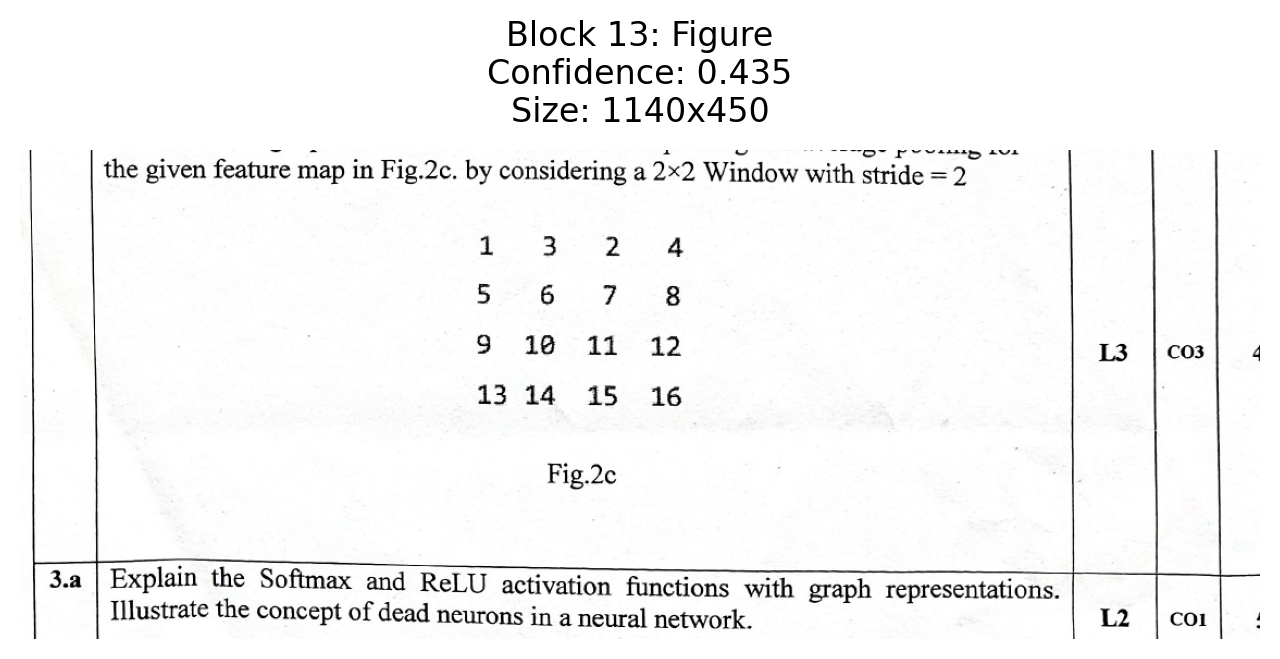 Block 13: Figure
Confidence: 0.435
Size: 1140x450
the given feature map in Fig.2c. by considering a 2×2 Window with stride = 2
1 3 2 4
5 6 7 8
9 10 11 12
L3 CO3
13 14 15 16
Fig.2c
3.a Explain the Softmax and ReLU activation functions with graph representations.
Illustrate the concept of dead neurons in a neural network.
L2 CO1